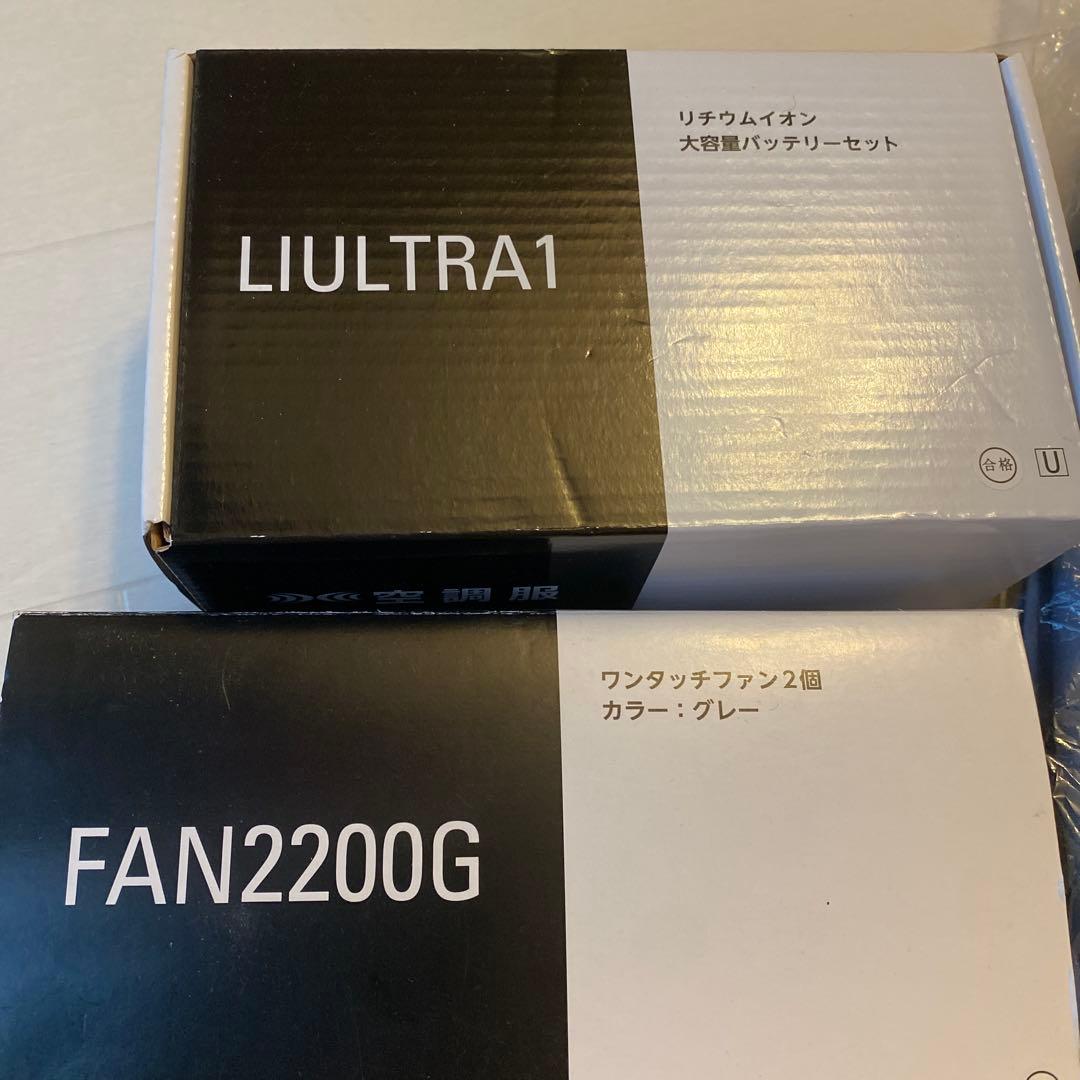 リチウムイオン
大容量バッテリーセット
LIULTRA1
合格
U
空調服
ワンタッチファン2個
カラー：グレー
FAN2200G